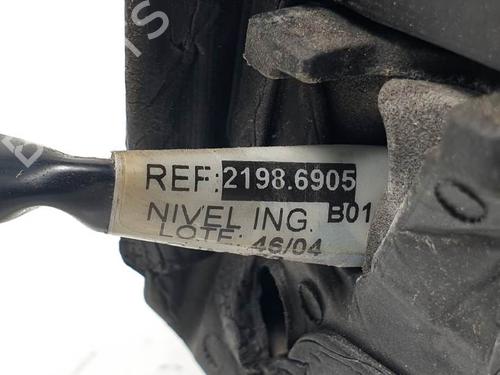 REF: 2198.6905
NIVEL ING. B01
LOTE: 46/04